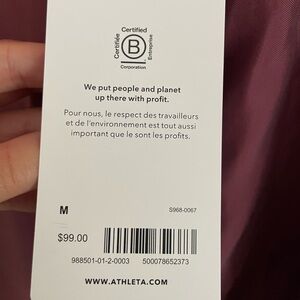 Certified
Certifiée
B
Enterprise
Corporation
We put people and planet
up there with profit.
Pour nous, le respect des travailleurs
et de l'environnement est tout aussi
important que le sont les profits.
M
S968-0067
$99.00
988501-01-2-0003 500078652373
WWW.ATHLETA.COM